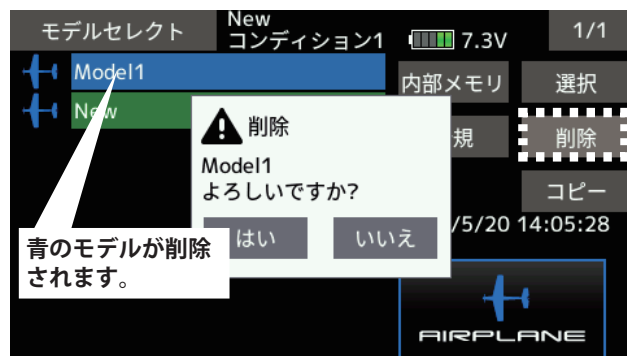 モデルセレクト
New
コンディション1
7.3V
1/1
Model1
内部メモリ
選択
New
規
削除
コピー
/5/20 14:05:28
削除
Model1
よろしいですか?
はい
いいえ
青のモデルが削除
されます。
AIRPLANE